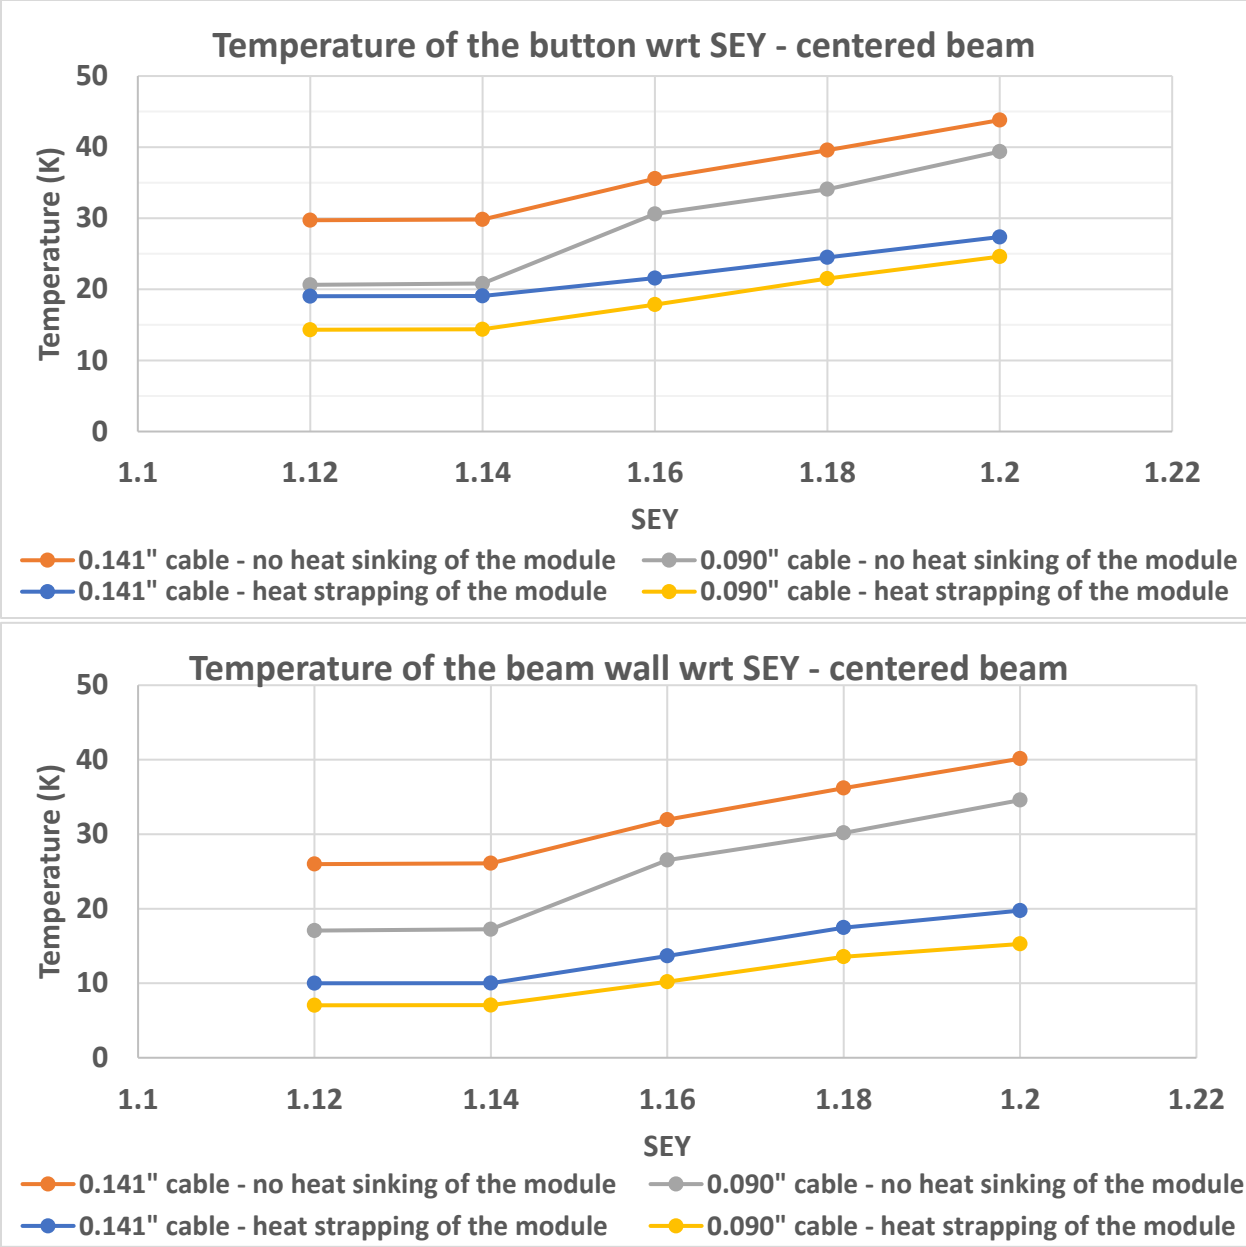 Temperature of the button wrt SEY - centered beam
50
40
30
20
10
0
Temperature (K)
1.1 1.12 1.14 1.16 1.18 1.2 1.22
SEY
0.141" cable - no heat sinking of the module 0.090" cable - no heat sinking of the module
0.141" cable - heat strapping of the module 0.090" cable - heat strapping of the module
Temperature of the beam wall wrt SEY - centered beam
50
40
30
20
10
0
Temperature (K)
1.1 1.12 1.14 1.16 1.18 1.2 1.22
SEY
0.141" cable - no heat sinking of the module 0.090" cable - no heat sinking of the module
0.141" cable - heat strapping of the module 0.090" cable - heat strapping of the module